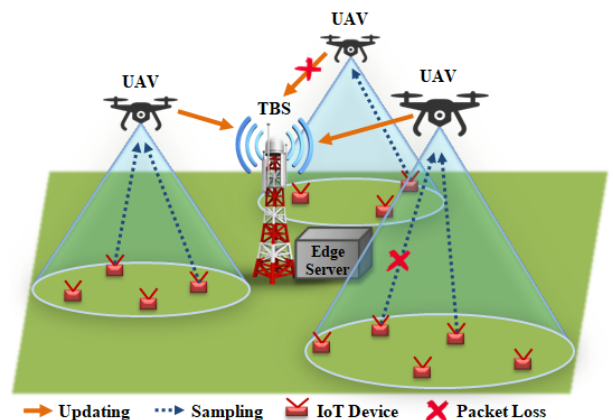 UAV
UAV
UAV
TBS
Edge
Server
Updating
Sampling
IoT Device
Packet Loss